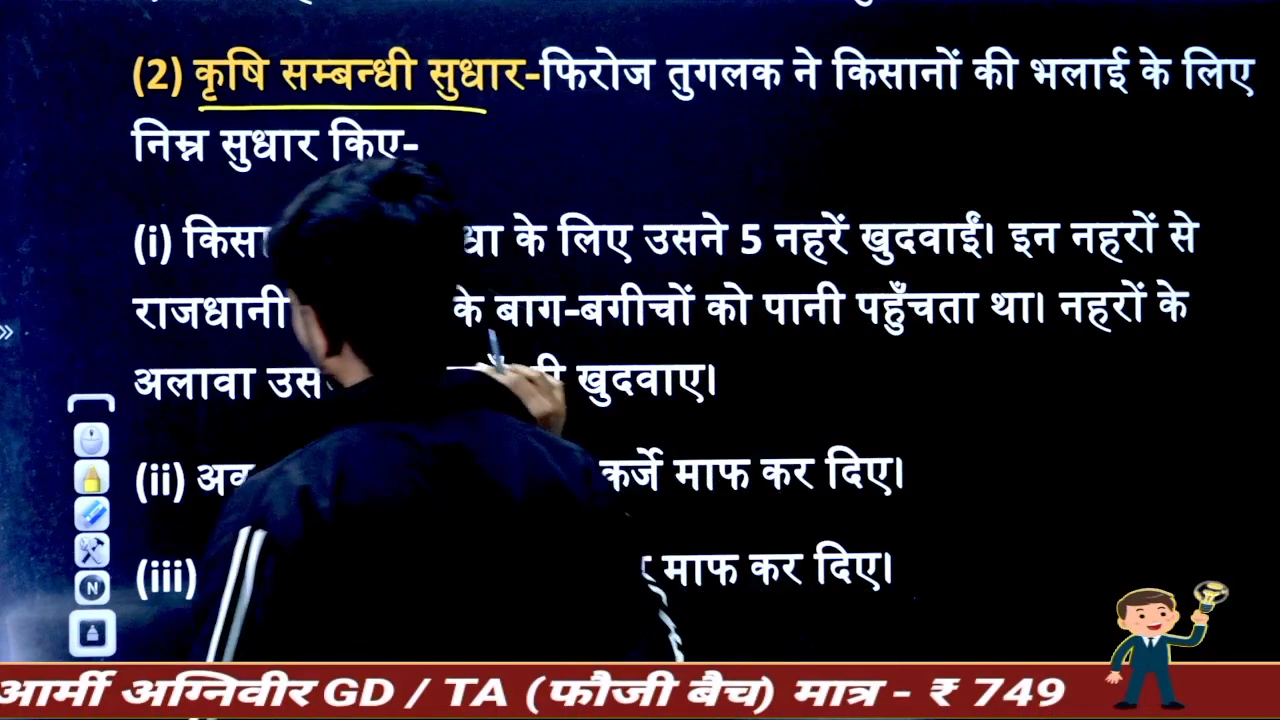 (2) कृषि सम्बन्धी सुधार-फिरोज तुगलक ने किसानों की भलाई के लिए
निम्न सुधार किए-
(i) के लिए उसने 5 नहरें खुदवाईं। इन नहरों से
राजधानी के बाग-बगीचों को पानी पहुँचता था। नहरों के
अलावा खुदवाए।
(ii) कर्जे माफ कर दिए।
(iii) माफ कर दिए।
N
आर्मी अग्निवीर GD / TA (फौजी बैच) मात्र - ₹ 749